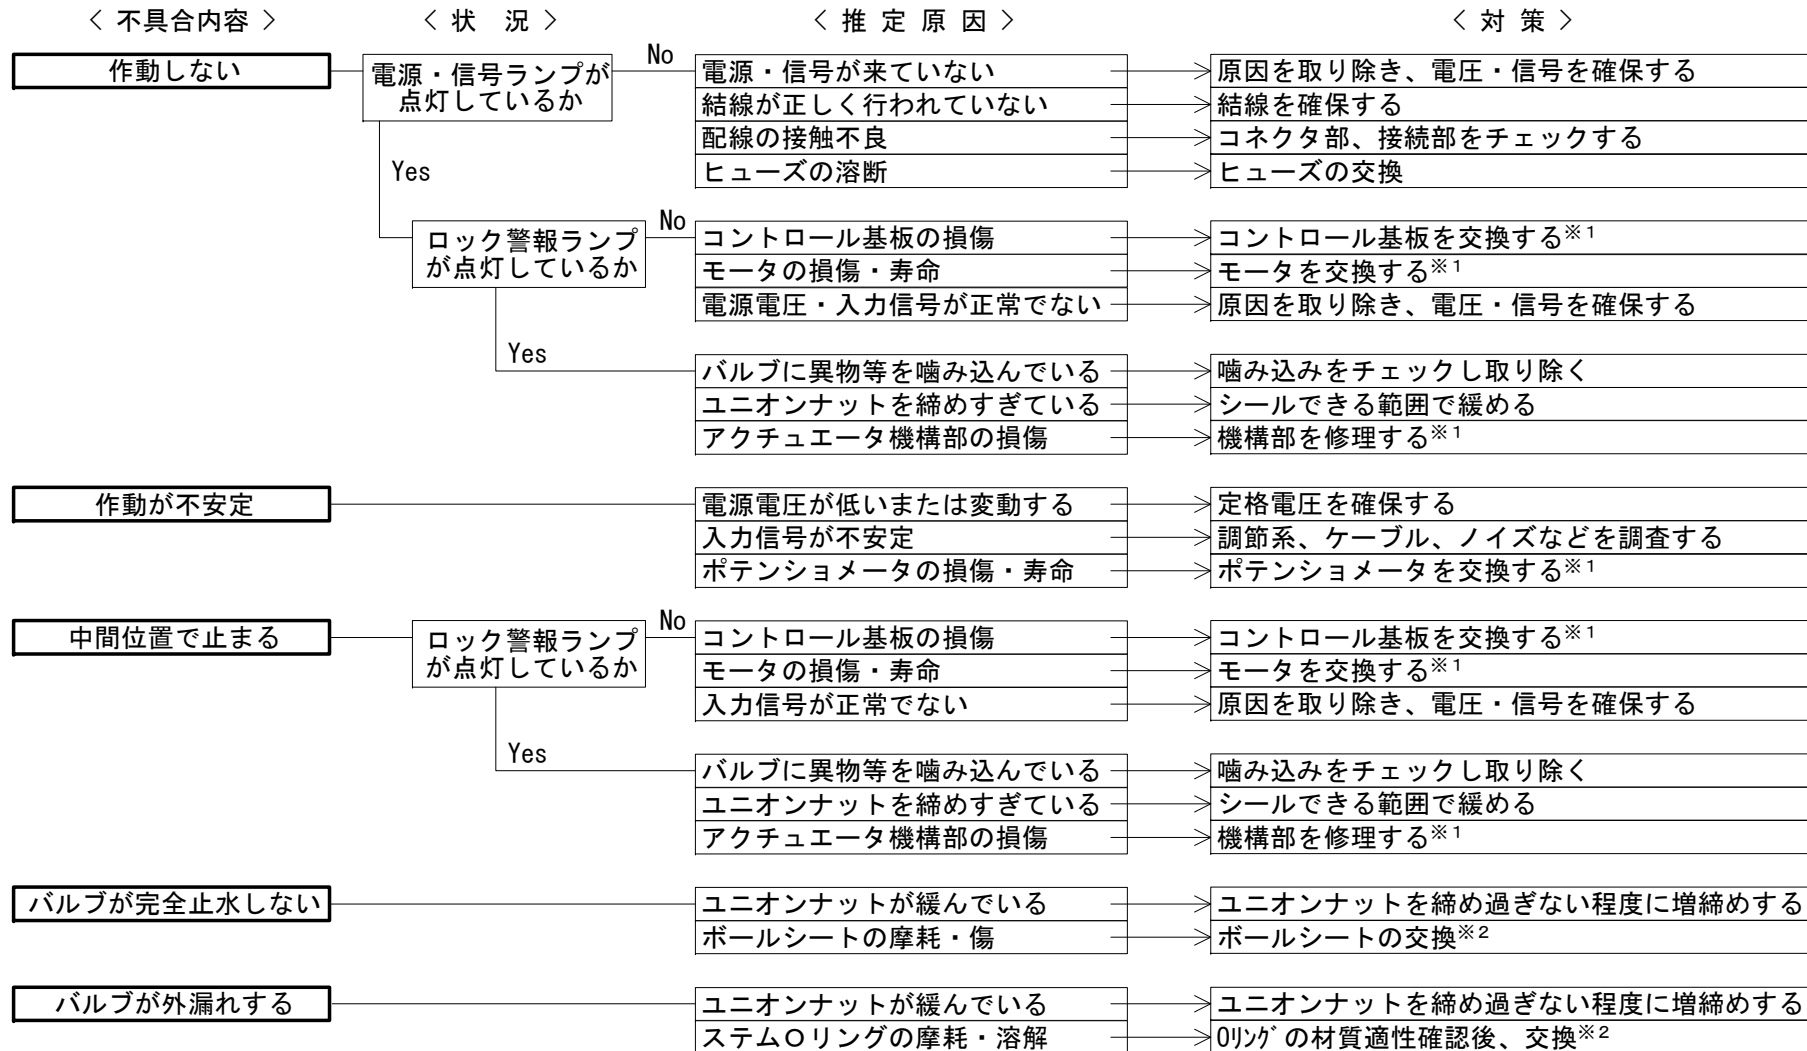 〈 不具合内容 〉 〈 状　況 〉 〈 推 定 原 因 〉 〈 対 策 〉
作動しない
電源・信号ランプが
点灯しているか
No
電源・信号が来ていない 原因を取り除き、電圧・信号を確保する
結線が正しく行われていない 結線を確保する
配線の接触不良 コネクタ部、接続部をチェックする
ヒューズの溶断 ヒューズの交換
Yes
ロック警報ランプ
が点灯しているか
No
コントロール基板の損傷 コントロール基板を交換する※1
モータの損傷・寿命 モータを交換する※1
電源電圧・入力信号が正常でない 原因を取り除き、電圧・信号を確保する
Yes
バルブに異物等を噛み込んでいる 噛み込みをチェックし取り除く
ユニオンナットを締めすぎている シールできる範囲で緩める
アクチュエータ機構部の損傷 機構部を修理する※1
作動が不安定
電源電圧が低いまたは変動する 定格電圧を確保する
入力信号が不安定 調節系、ケーブル、ノイズなどを調査する
ポテンショメータの損傷・寿命 ポテンショメータを交換する※1
中間位置で止まる
ロック警報ランプ
が点灯しているか
No
コントロール基板の損傷 コントロール基板を交換する※1
モータの損傷・寿命 モータを交換する※1
入力信号が正常でない 原因を取り除き、電圧・信号を確保する
Yes
バルブに異物等を噛み込んでいる 噛み込みをチェックし取り除く
ユニオンナットを締めすぎている シールできる範囲で緩める
アクチュエータ機構部の損傷 機構部を修理する※1
バルブが完全止水しない
ユニオンナットが緩んでいる ユニオンナットを締め過ぎない程度に増締めする
ボールシートの摩耗・傷 ボールシートの交換※2
バルブが外漏れする
ユニオンナットが緩んでいる ユニオンナットを締め過ぎない程度に増締めする
ステムＯリングの摩耗・溶解 Oﾘﾝｸﾞの材質適性確認後、交換※2